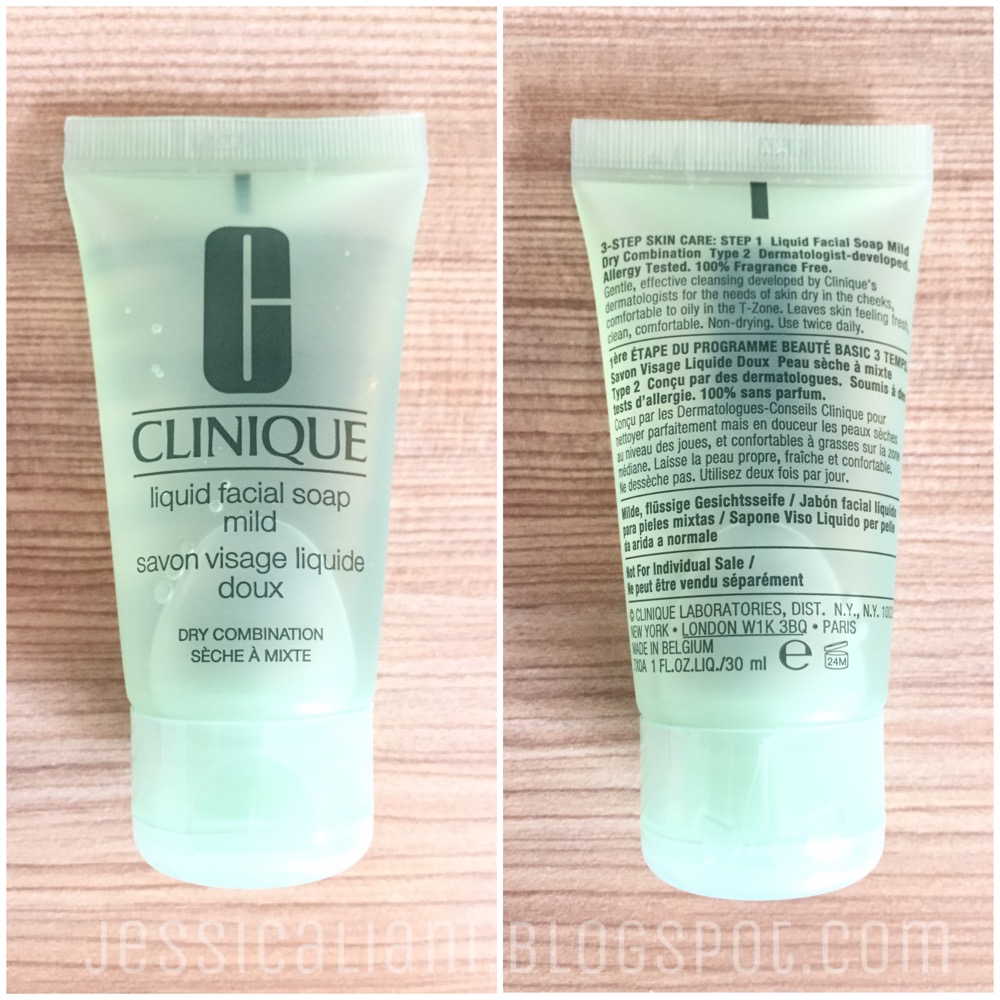 C
CLINIQUE
liquid facial soap
mild
savon visage liquide
doux
DRY COMBINATION
SÈCHE À MIXTE
3-STEP SKIN CARE: STEP 1 Liquid Facial Soap Mild
Dry Combination Type 2 Dermatologist-developed.
Allergy Tested. 100% Fragrance Free.
Gentle, effective cleansing developed by Clinique's
dermatologists for the needs of skin dry in the cheeks,
comfortable to oily in the T-Zone. Leaves skin feeling fresh,
clean, comfortable. Non-drying. Use twice daily.
1ère ÉTAPE DU PROGRAMME BEAUTÉ BASIC 3 TEMPS
Savon Visage Liquide Doux Peau sèche à mixte
Type 2 Conçu par des dermatologues. Soumis à des
tests d'allergie. 100% sans parfum.
Conçu par les Dermatologues-Conseils Clinique pour
nettoyer parfaitement mais en douceur les peaux sèches
au niveau des joues, et confortables à grasses sur la zone
médiane. Laisse la peau propre, fraîche et confortable.
Ne dessèche pas. Utilisez deux fois par jour.
Milde, flüssige Gesichtsseife / Jabón facial líquido
para pieles mixtas / Sapone Viso Liquido per pelle
da arida a normale
Not For Individual Sale /
Ne peut être vendu séparément
© CLINIQUE LABORATORIES, DIST. N.Y., N.Y.
NEW YORK • LONDON W1K 3BQ • PARIS
MADE IN BELGIUM
1 FL.OZ.LIQ./30 ml e 24M
BLOGSPOT.COM